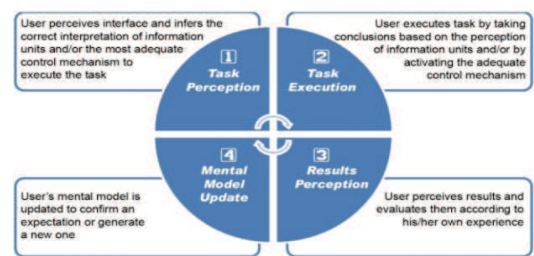 User perceives interface and infers the
correct interpretation of information
units and/or the most adequate
control mechanism to
execute the task
User executes task by taking
conclusions based on the perception
of information units and/or by
activating the adequate
control mechanism
1
Task
Perception
2
Task
Execution
4
Mental
Model
Update
3
Results
Perception
User's mental model is
updated to confirm an
expectation or generate
a new one
User perceives results and
evaluates them according to
his/her own experience